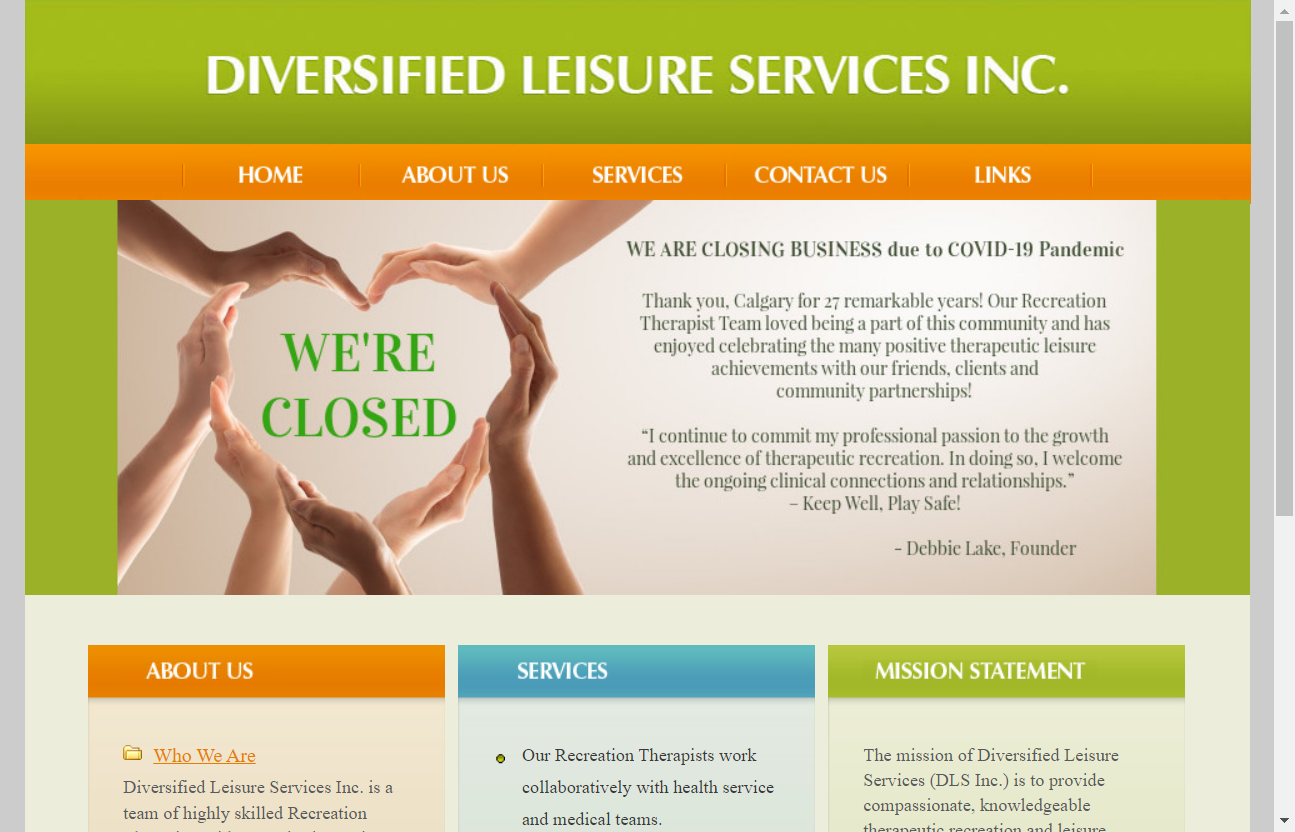 DIVERSIFIED LEISURE SERVICES INC.
HOME
ABOUT US
SERVICES
CONTACT US
LINKS
WE'RE
CLOSED
WE ARE CLOSING BUSINESS due to COVID-19 Pandemic
Thank you, Calgary for 27 remarkable years! Our Recreation
Therapist Team loved being a part of this community and has
enjoyed celebrating the many positive therapeutic leisure
achievements with our friends, clients and
community partnerships!
“I continue to commit my professional passion to the growth
and excellence of therapeutic recreation. In doing so, I welcome
the ongoing clinical connections and relationships.”
– Keep Well, Play Safe!
- Debbie Lake, Founder
ABOUT US
Who We Are
Diversified Leisure Services Inc. is a
team of highly skilled Recreation
SERVICES
Our Recreation Therapists work
collaboratively with health service
and medical teams.
MISSION STATEMENT
The mission of Diversified Leisure
Services (DLS Inc.) is to provide
compassionate, knowledgeable
therapeutic recreation and leisure